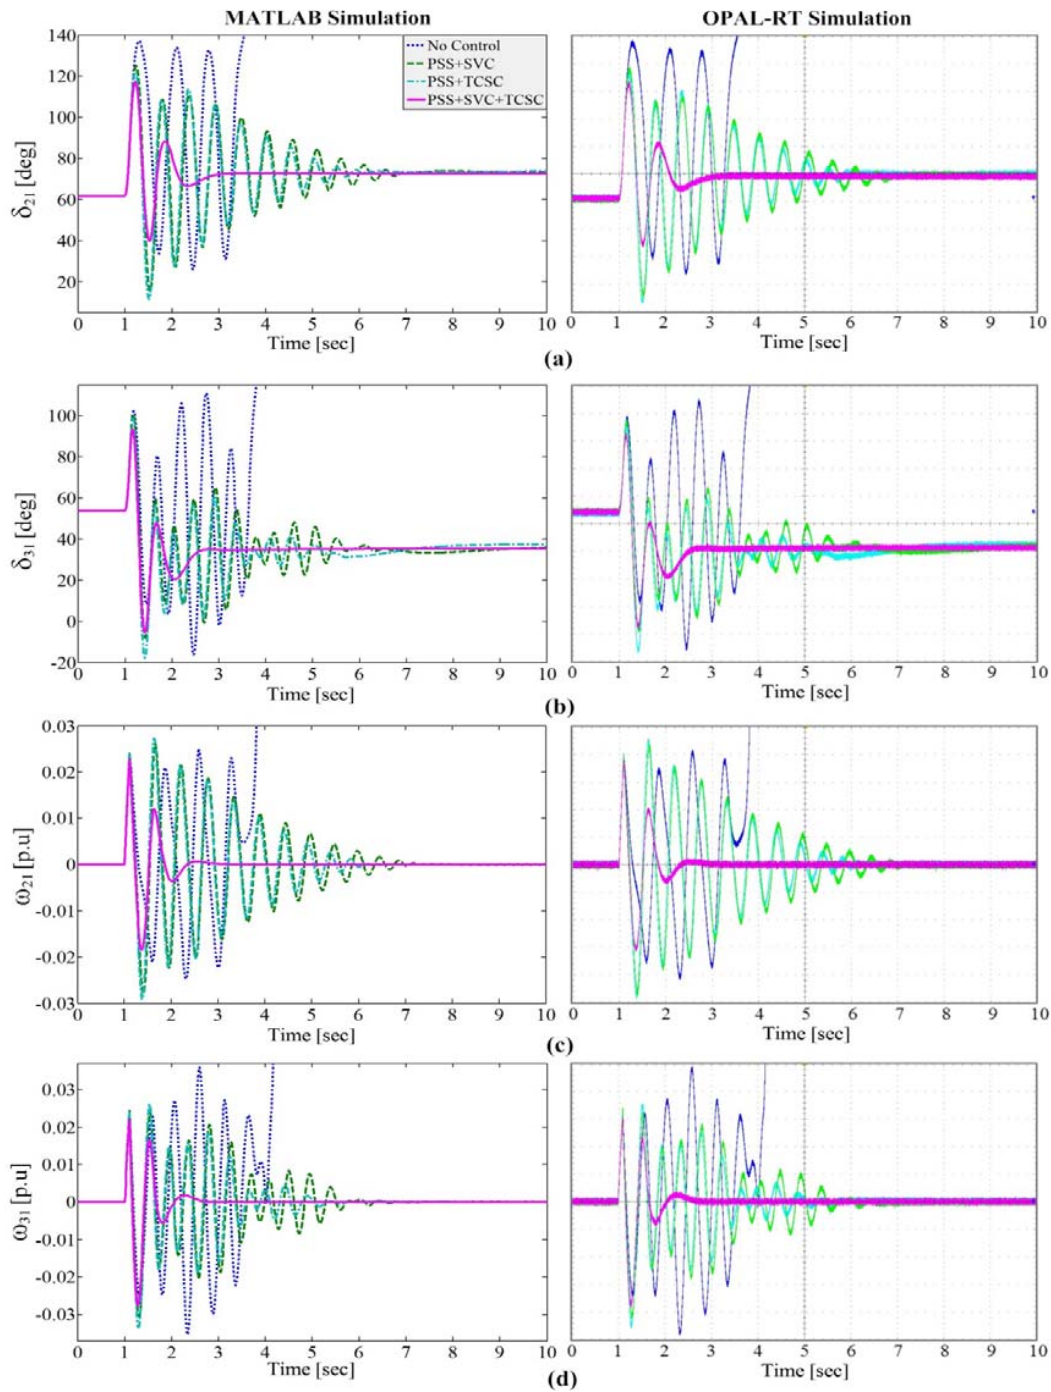 MATLAB Simulation
OPAL-RT Simulation
140
120
100
80
60
40
20
δ21 [deg]
No Control
PSS+SVC
PSS+TCSC
PSS+SVC+TCSC
0 1 2 3 4 5 6 7 8 9 10
Time [sec]
0 1 2 3 4 5 6 7 8 9 10
Time [sec]
(a)
100
80
60
40
20
0
-20
δ31 [deg]
0 1 2 3 4 5 6 7 8 9 10
Time [sec]
0 1 2 3 4 5 6 7 8 9 10
Time [sec]
(b)
0.03
0.02
0.01
0
-0.01
-0.02
-0.03
ω21 [p.u]
0 1 2 3 4 5 6 7 8 9 10
Time [sec]
0 1 2 3 4 5 6 7 8 9 10
Time [sec]
(c)
0.03
0.02
0.01
0
-0.01
-0.02
-0.03
ω31 [p.u]
0 1 2 3 4 5 6 7 8 9 10
Time [sec]
0 1 2 3 4 5 6 7 8 9 10
Time [sec]
(d)